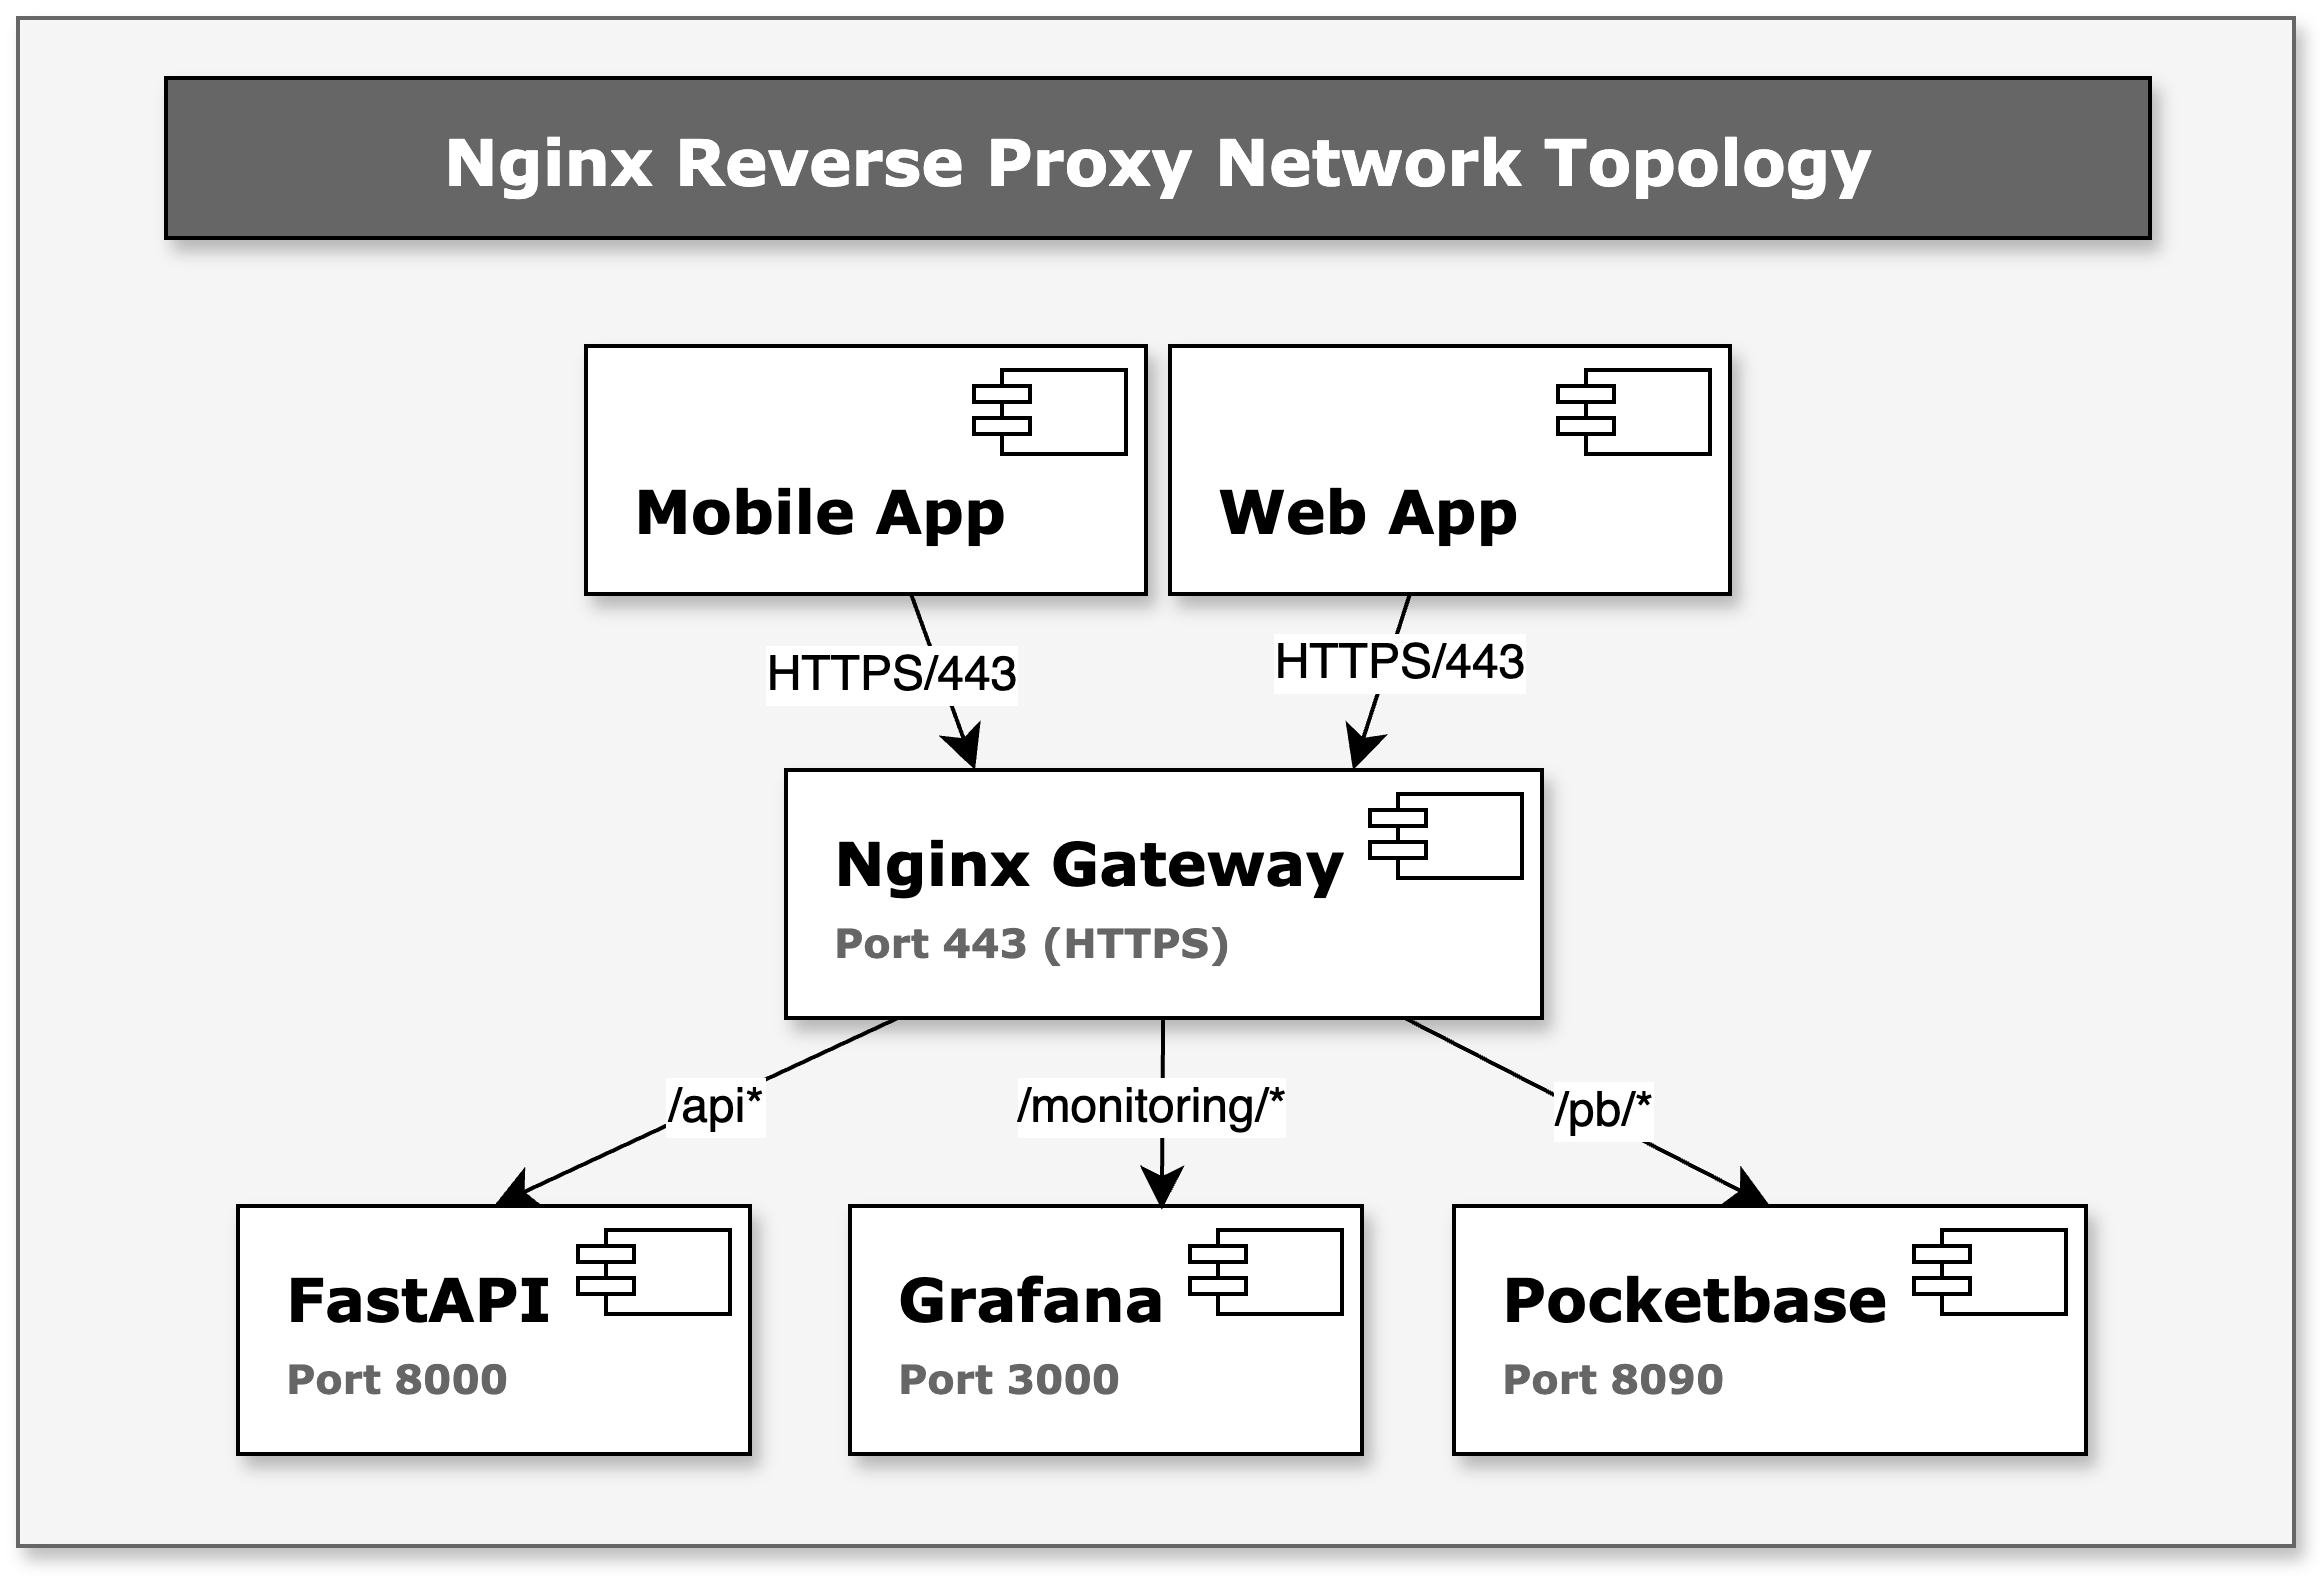 Nginx Reverse Proxy Network Topology
Mobile App
Web App
HTTPS/443
HTTPS/443
Nginx Gateway
Port 443 (HTTPS)
/api*
/monitoring/*
/pb/*
FastAPI
Port 8000
Grafana
Port 3000
Pocketbase
Port 8090